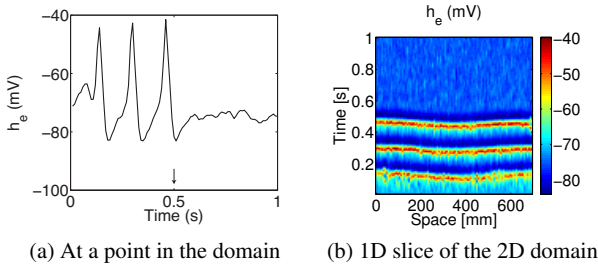 h_e (mV)
−40
−60
−80
−100
h_e (mV)
0
0.5
1
Time (s)
(a) At a point in the domain
h_e (mV)
1
0.8
0.6
0.4
0.2
Time [s]
0
200
400
600
Space [mm]
−40
−50
−60
−70
−80
(b) 1D slice of the 2D domain